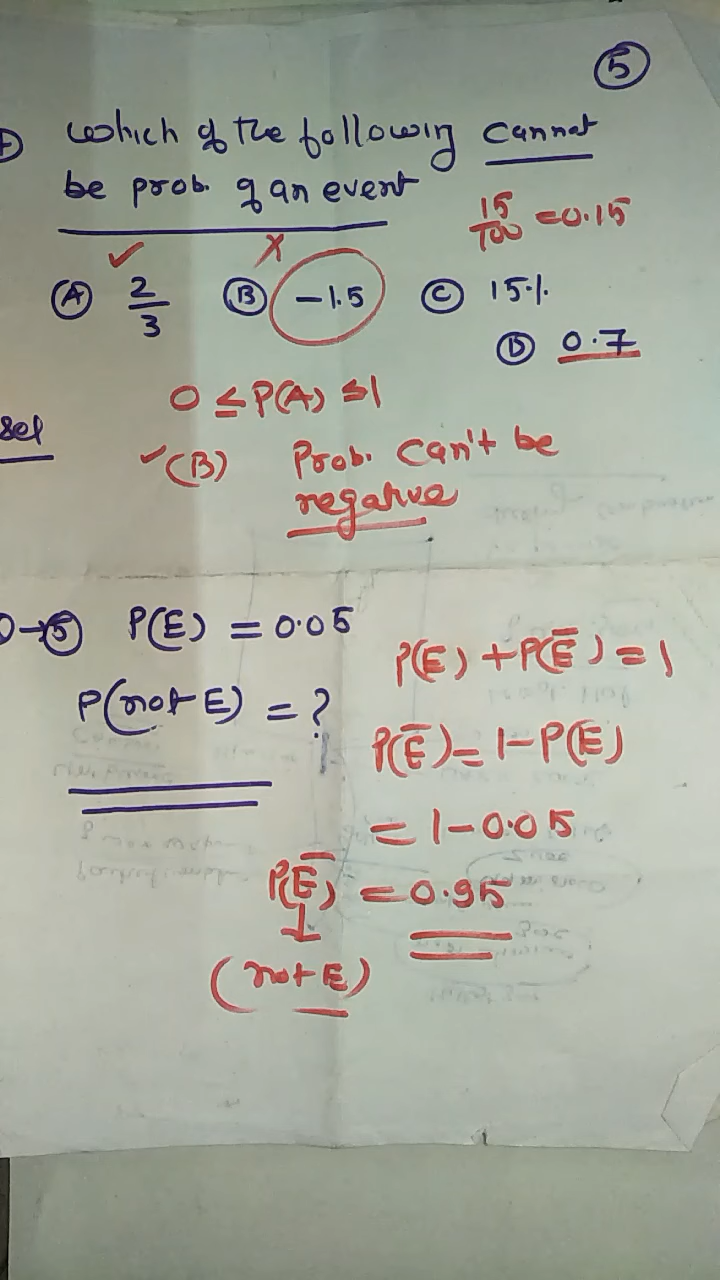 ⑤
which of the following cannot
be prob. of an event
15/100 = 0.15
Ⓐ 2/3 Ⓑ -1.5 Ⓒ 15%
Ⓓ 0.7
0 ≤ P(A) ≤ 1
sol
(B) Prob. can't be
negative
⑤ P(E) = 0.05
P(not E) = ?
P(E) + P(E̅) = 1
P(E̅) = 1 - P(E)
= 1 - 0.05
P(E̅) = 0.95
(not E)